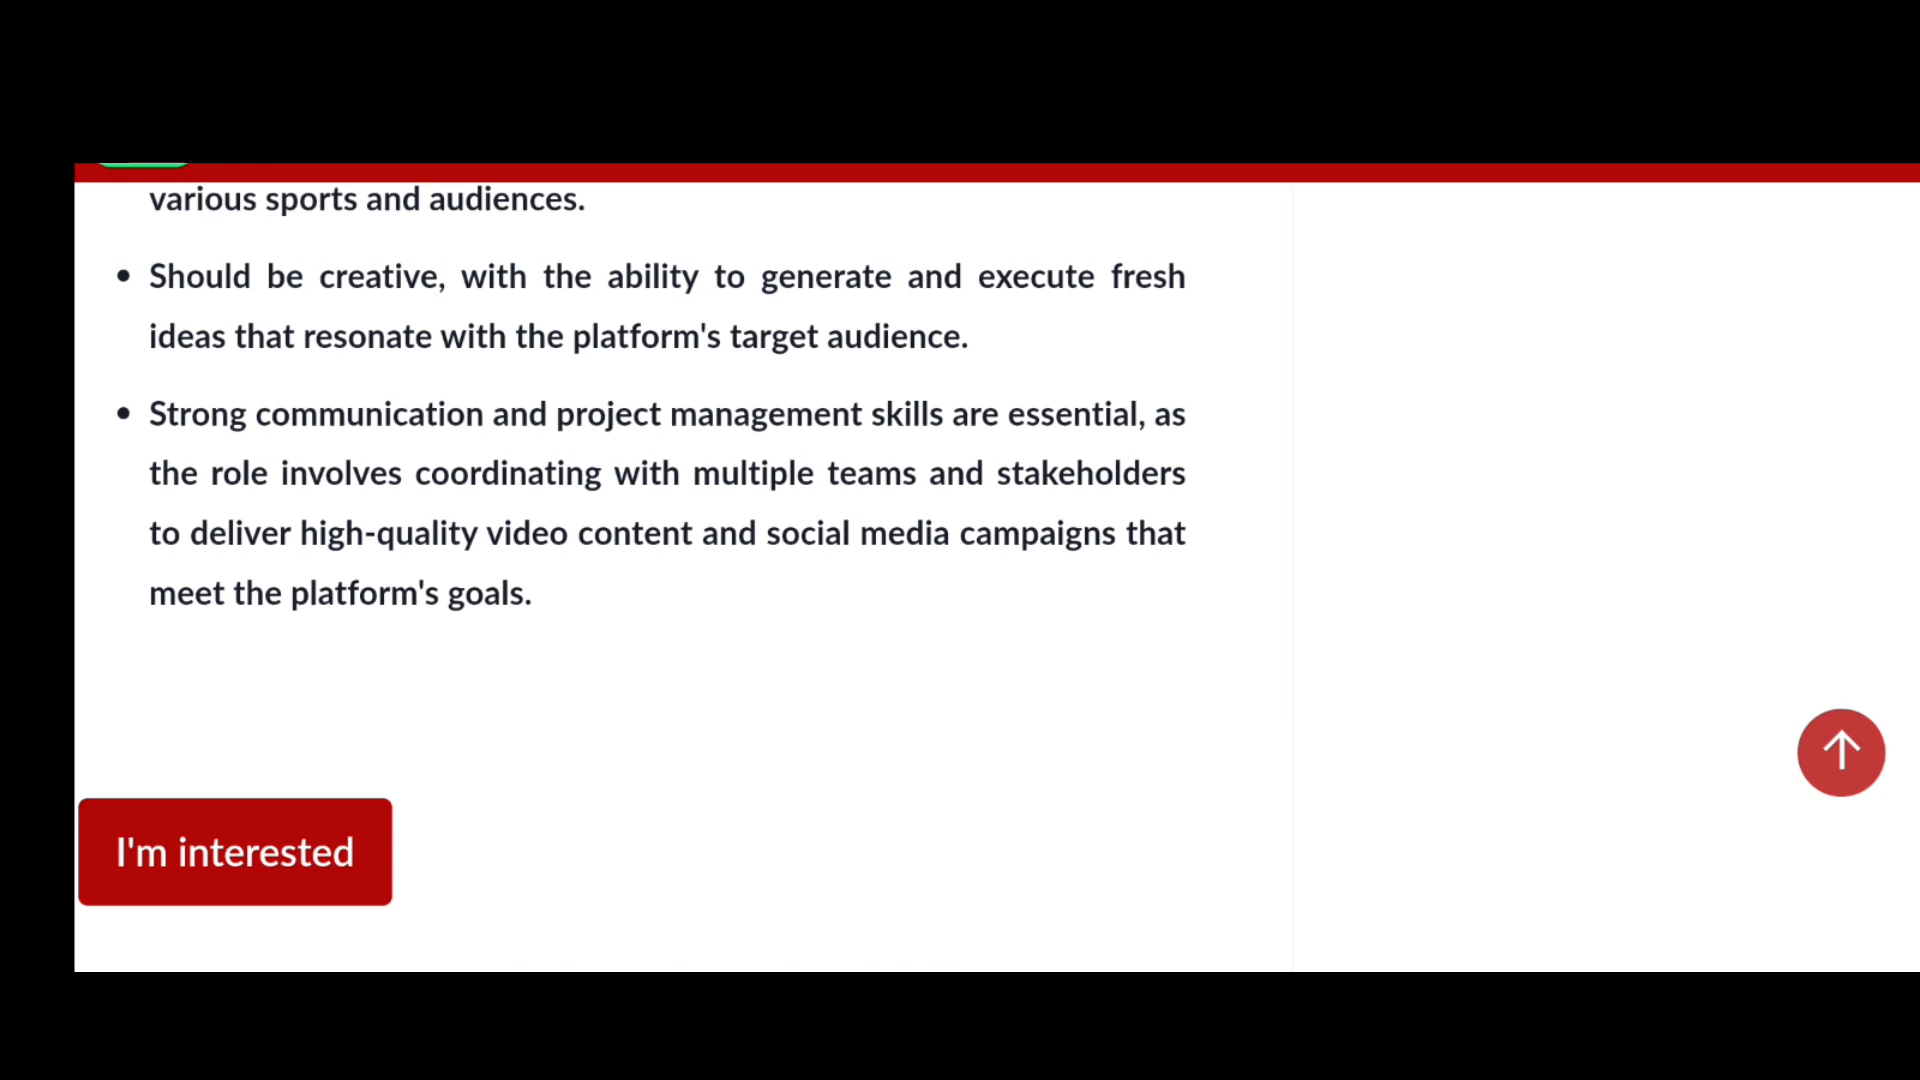 various sports and audiences.
• Should be creative, with the ability to generate and execute fresh
ideas that resonate with the platform's target audience.
• Strong communication and project management skills are essential, as
the role involves coordinating with multiple teams and stakeholders
to deliver high-quality video content and social media campaigns that
meet the platform's goals.
I'm interested